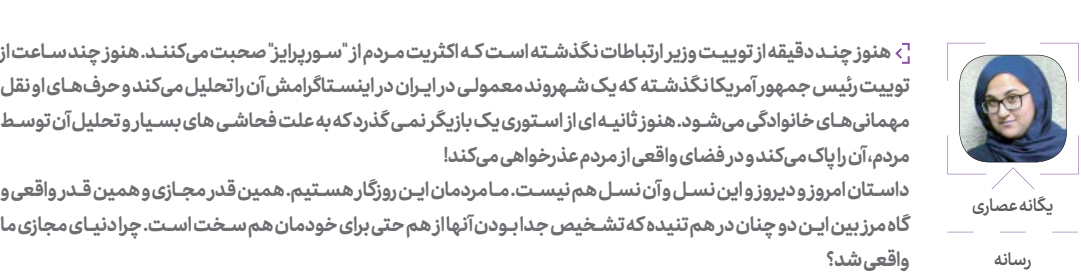 هنوز چند دقیقه از توییت وزیر ارتباطات نگذشته است که اکثریت مردم از "سورپرایز" صحبت می‌کنند. هنوز چند ساعت از
توییت رئیس جمهور آمریکا نگذشته که یک شهروند معمولی در ایران در اینستاگرامش آن را تحلیل می‌کند و حرف‌های او نقل
مهمانی‌های خانوادگی می‌شود. هنوز ثانیه‌ای از استوری یک بازیگر نمی گذرد که به علت فحاشی های بسیار و تحلیل آن توسط
مردم، آن را پاک می‌کند و در فضای واقعی از مردم عذرخواهی می‌کند!
داستان امروز و دیروز و این نسل و آن نسل هم نیست. ما مردمان این روزگار هستیم. همین قدر مجازی و همین قدر واقعی و
گاه مرز بین این دو چنان در هم تنیده که تشخیص جدا بودن آنها از هم حتی برای خودمان هم سخت است. چرا دنیای مجازی ما
واقعی شد؟
یگانه عصاری
رسانه